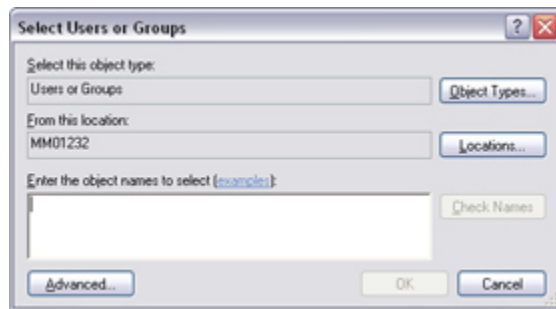 Select Users or Groups
Select this object type:
Users or Groups
Object Types...
From this location:
MM01232
Locations...
Enter the object names to select (examples):
Check Names
Advanced...
OK
Cancel